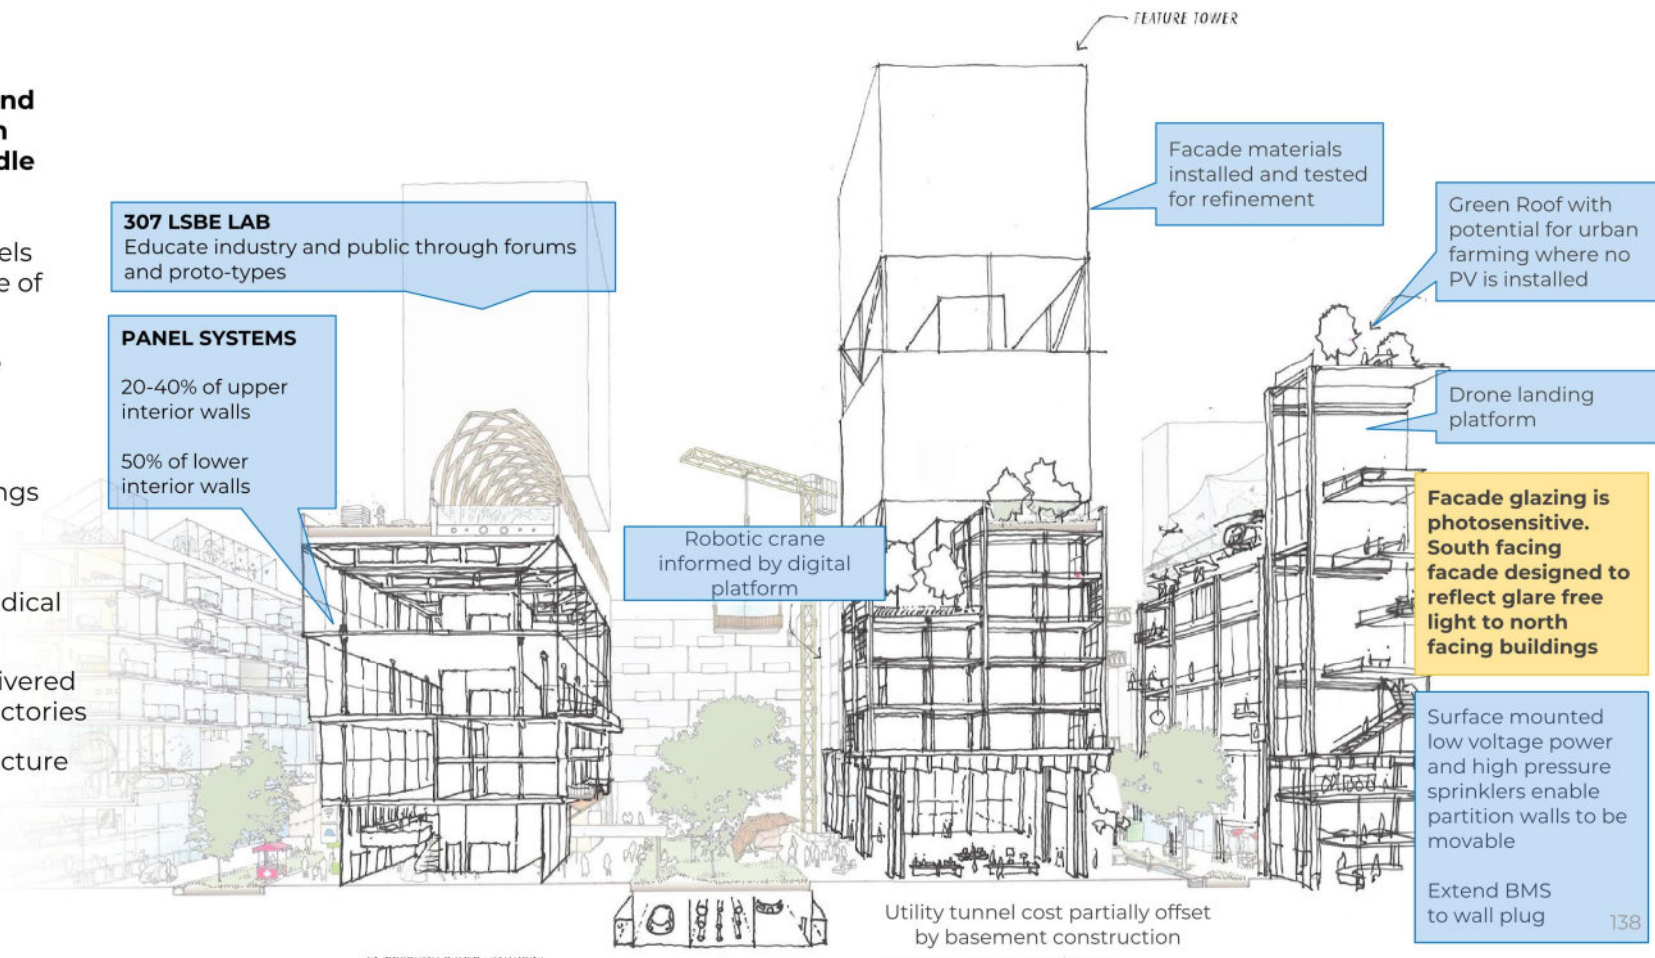 FEATURE TOWER
nd
n
dle
els
e of
ngs
dical
ivered
ctories
cture
307 LSBE LAB
Educate industry and public through forums
and proto-types
PANEL SYSTEMS
20-40% of upper
interior walls
50% of lower
interior walls
Robotic crane
informed by digital
platform
Facade materials
installed and tested
for refinement
Green Roof with
potential for urban
farming where no
PV is installed
Drone landing
platform
Facade glazing is
photosensitive.
South facing
facade designed to
reflect glare free
light to north
facing buildings
Surface mounted
low voltage power
and high pressure
sprinklers enable
partition walls to be
movable
Extend BMS
to wall plug
Utility tunnel cost partially offset
by basement construction
138